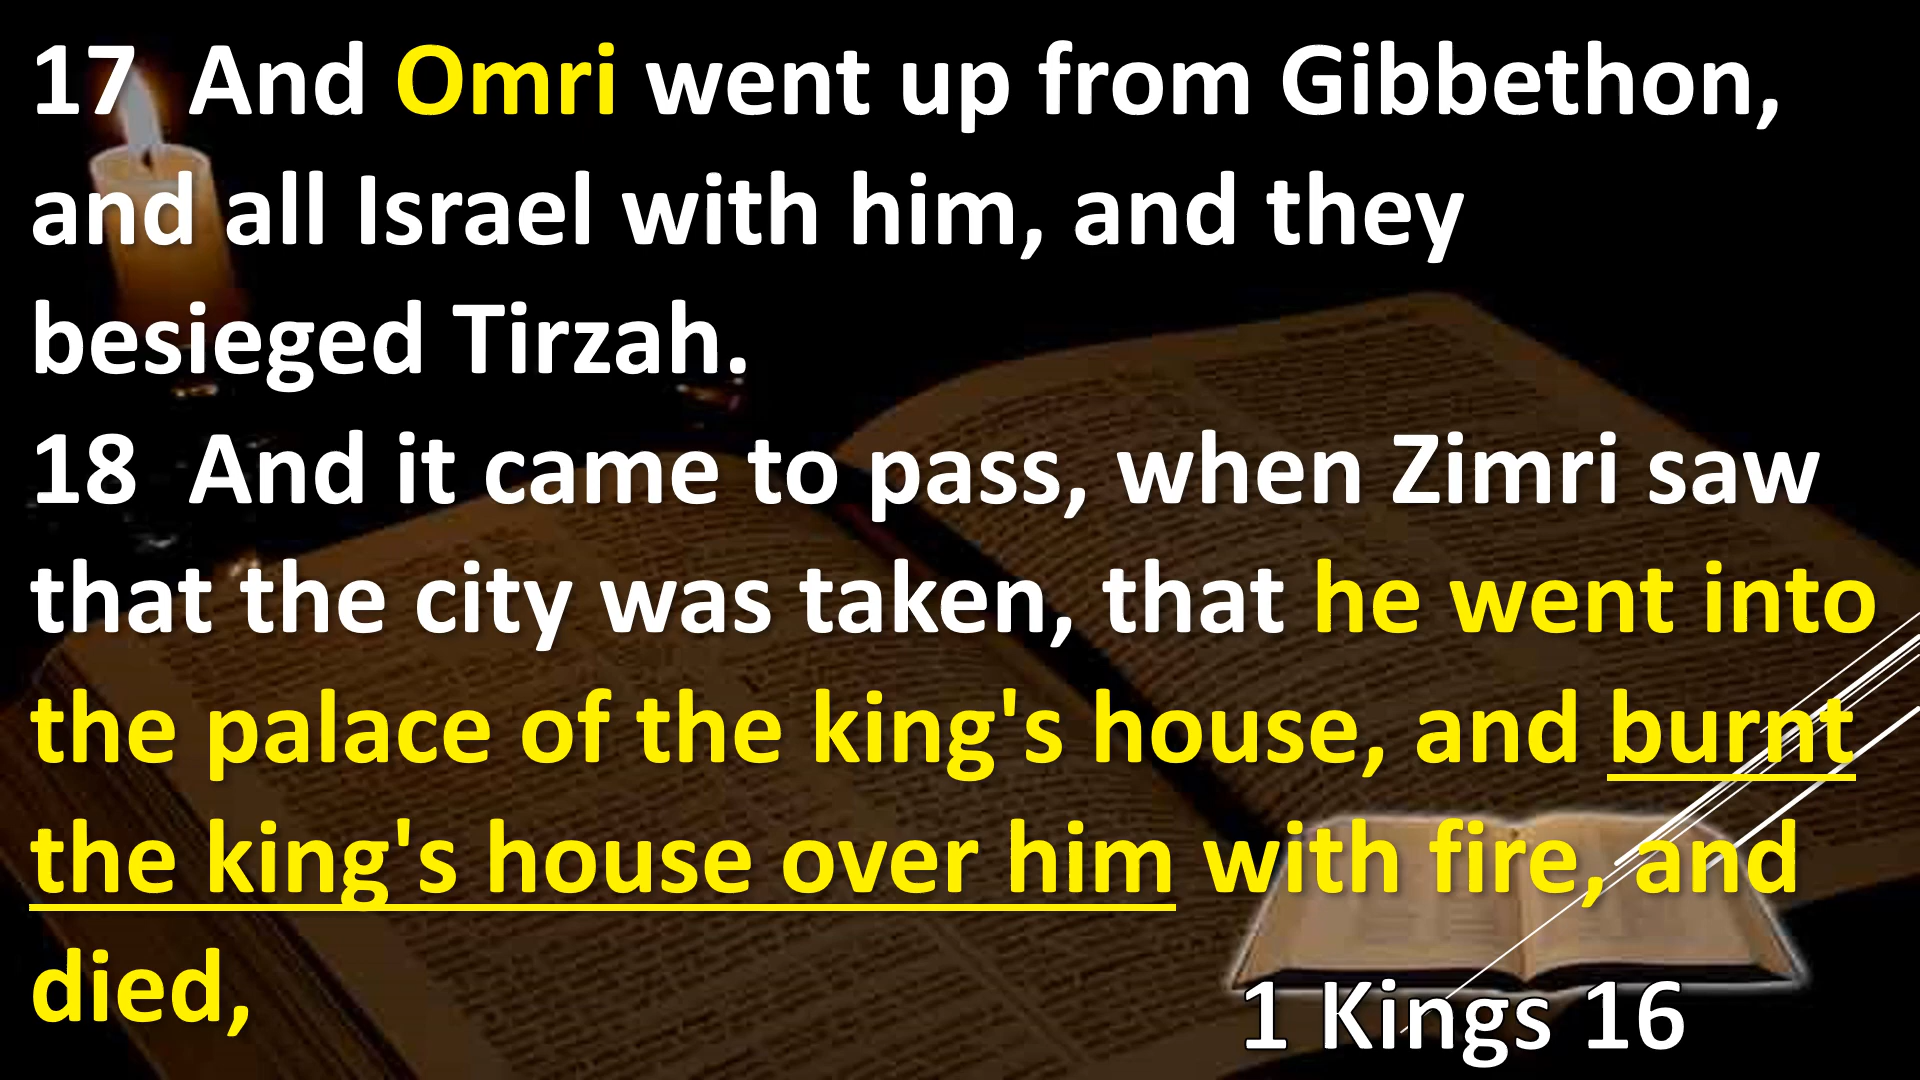 17  And Omri went up from Gibbethon,
and all Israel with him, and they
besieged Tirzah.
18  And it came to pass, when Zimri saw
that the city was taken, that he went into
the palace of the king's house, and burnt
the king's house over him with fire, and
died,
1 Kings 16